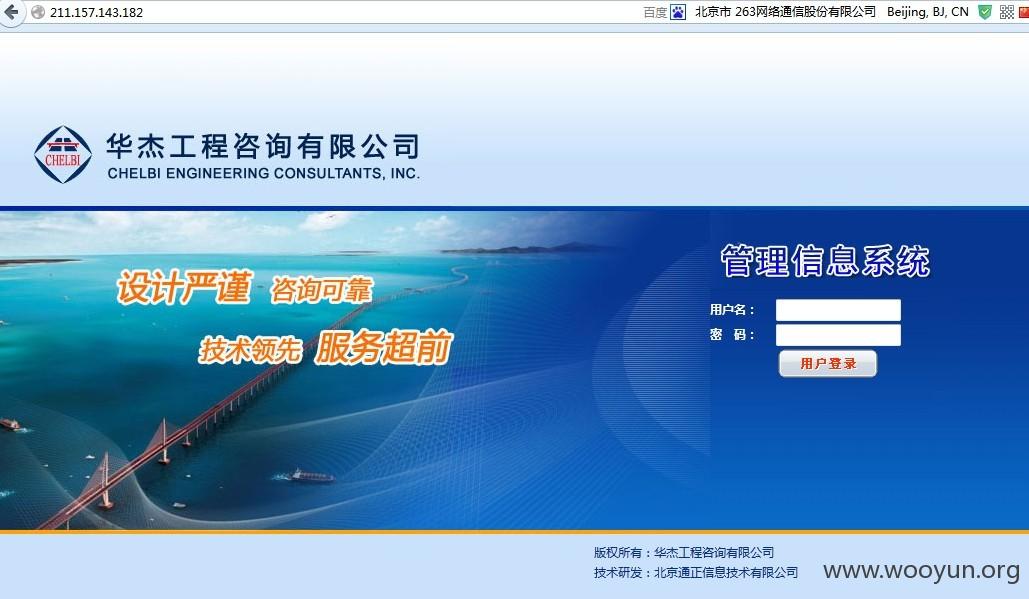 211.157.143.182
百度 北京市 263网络通信股份有限公司 Beijing, BJ, CN
CHELBI
华杰工程咨询有限公司
CHELBI ENGINEERING CONSULTANTS, INC.
管理信息系统
设计严谨 咨询可靠
用户名：
密 码：
技术领先 服务超前
用户登录
版权所有：华杰工程咨询有限公司
技术研发：北京通正信息技术有限公司
www.wooyun.org